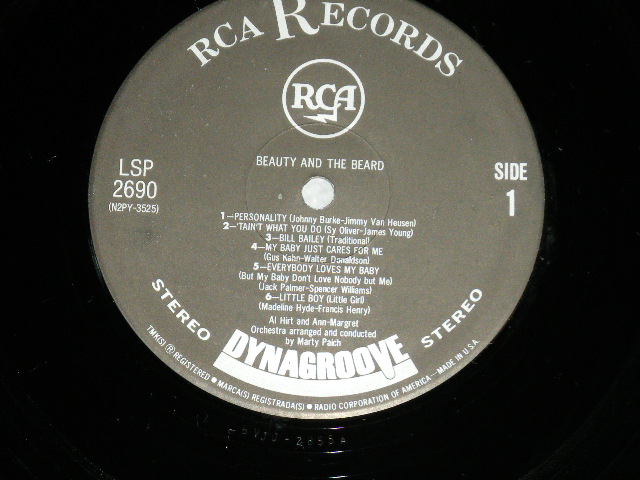 RCA RECORDS
RCA
BEAUTY AND THE BEARD
LSP
2690
(N2PY-3525)
SIDE
1
1—PERSONALITY (Johnny Burke-Jimmy Van Heusen)
2—'TAIN'T WHAT YOU DO (Sy Oliver-James Young)
3—BILL BAILEY (Traditional)
4—MY BABY JUST CARES FOR ME
(Gus Kahn-Walter Donaldson)
5—EVERYBODY LOVES MY BABY
(But My Baby Don't Love Nobody but Me)
(Jack Palmer-Spencer Williams)
6—LITTLE BOY (Little Girl)
(Madeline Hyde-Francis Henry)
Al Hirt and Ann-Margret
Orchestra arranged and conducted
by Marty Paich
STEREO
DYNAGROOVE
STEREO
TMK(S) ® REGISTERED ● MARCA(S) REGISTRADA(S) ● RADIO CORPORATION OF AMERICA—MADE IN U.S.A.